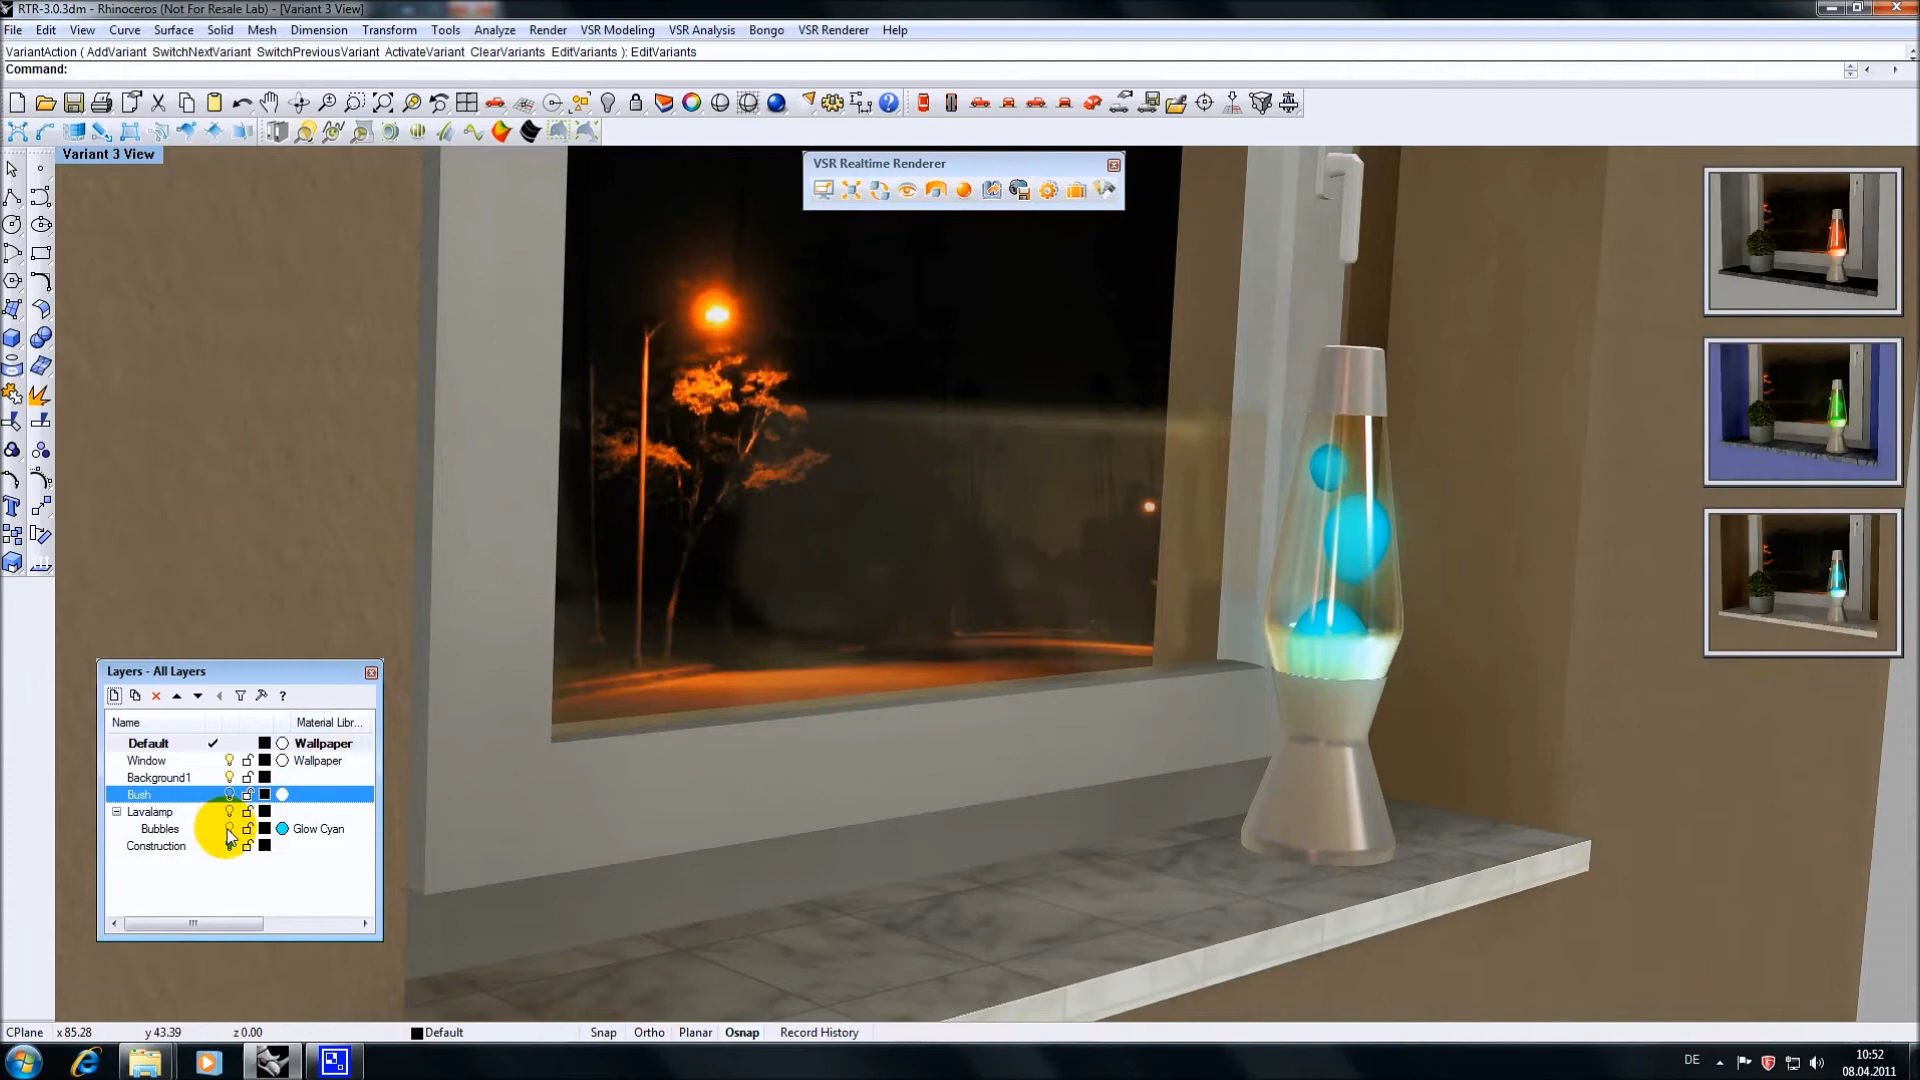 RTR-3.0.3dm - Rhinoceros (Not For Resale Lab) - [Variant 3 View]
File Edit View Curve Surface Solid Mesh Dimension Transform Tools Analyze Render VSR Modeling VSR Analysis Bongo VSR Renderer Help
VariantAction ( AddVariant SwitchNextVariant SwitchPreviousVariant ActivateVariant ClearVariants EditVariants ): EditVariants
Command:
Variant 3 View
VSR Realtime Renderer
Layers - All Layers
Name Material Libr...
Default Wallpaper
Window Wallpaper
Background1
Bush
Lavalamp
Bubbles Glow Cyan
Construction
CPlane x 85.28 y 43.39 z 0.00 Default Snap Ortho Planar Osnap Record History
DE 10:52
08.04.2011